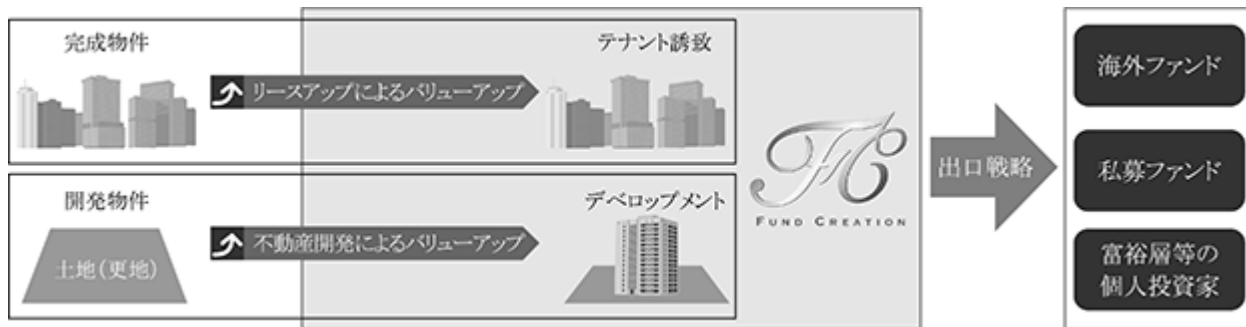 完成物件
リースアップによるバリューアップ
テナント誘致
開発物件
土地(更地)
不動産開発によるバリューアップ
デベロップメント
FC
FUND CREATION
出口戦略
海外ファンド
私募ファンド
富裕層等の
個人投資家